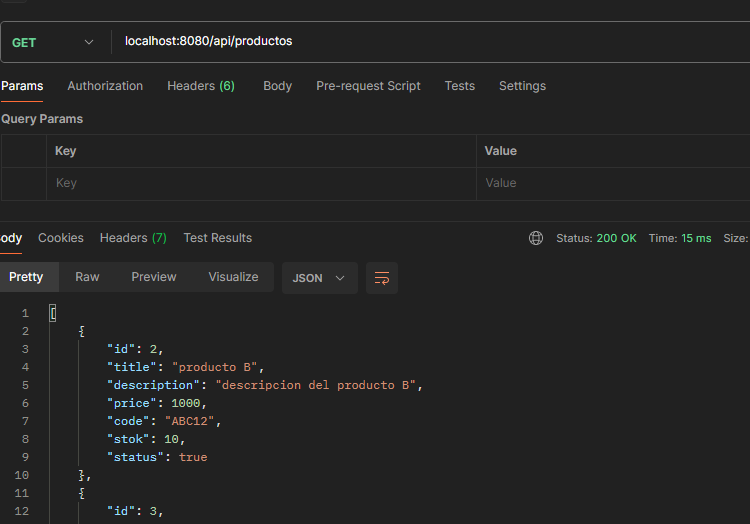 GET localhost:8080/api/productos
Params Authorization Headers (6) Body Pre-request Script Tests Settings
Query Params
Key Value
Key Value
ody Cookies Headers (7) Test Results Status: 200 OK Time: 15 ms Size:
Pretty Raw Preview Visualize JSON
1 [
2 {
3 "id": 2,
4 "title": "producto B",
5 "description": "descripcion del producto B",
6 "price": 1000,
7 "code": "ABC12",
8 "stok": 10,
9 "status": true
10 },
11 {
12 "id": 3,